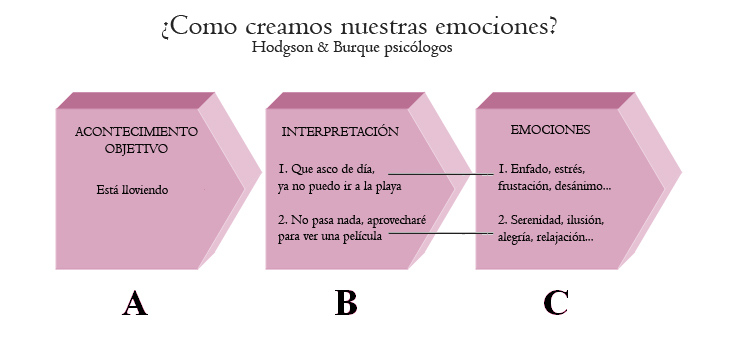 ¿Como creamos nuestras emociones?
Hodgson & Burque psicólogos
ACONTECIMIENTO
OBJETIVO
Está lloviendo
INTERPRETACIÓN
1. Que asco de día,
ya no puedo ir a la playa
2. No pasa nada, aprovecharé
para ver una película
EMOCIONES
1. Enfado, estrés,
frustación, desánimo...
2. Serenidad, ilusión,
alegría, relajación...
A
B
C